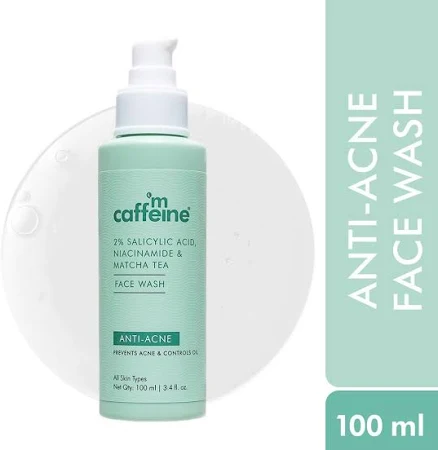 m
caffeine®
2% SALICYLIC ACID,
NIACINAMIDE &
MATCHA TEA
FACE WASH
ANTI-ACNE
PREVENTS ACNE & CONTROLS OIL
All Skin Types
Net Qty. 100 ml | 3.4 fl. oz.
ANTI-ACNE
FACE WASH
100 ml